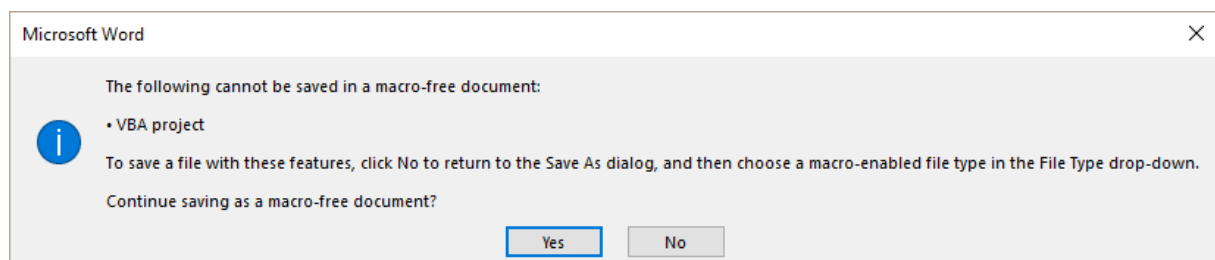 Microsoft Word
The following cannot be saved in a macro-free document:
• VBA project
To save a file with these features, click No to return to the Save As dialog, and then choose a macro-enabled file type in the File Type drop-down.
Continue saving as a macro-free document?
Yes No